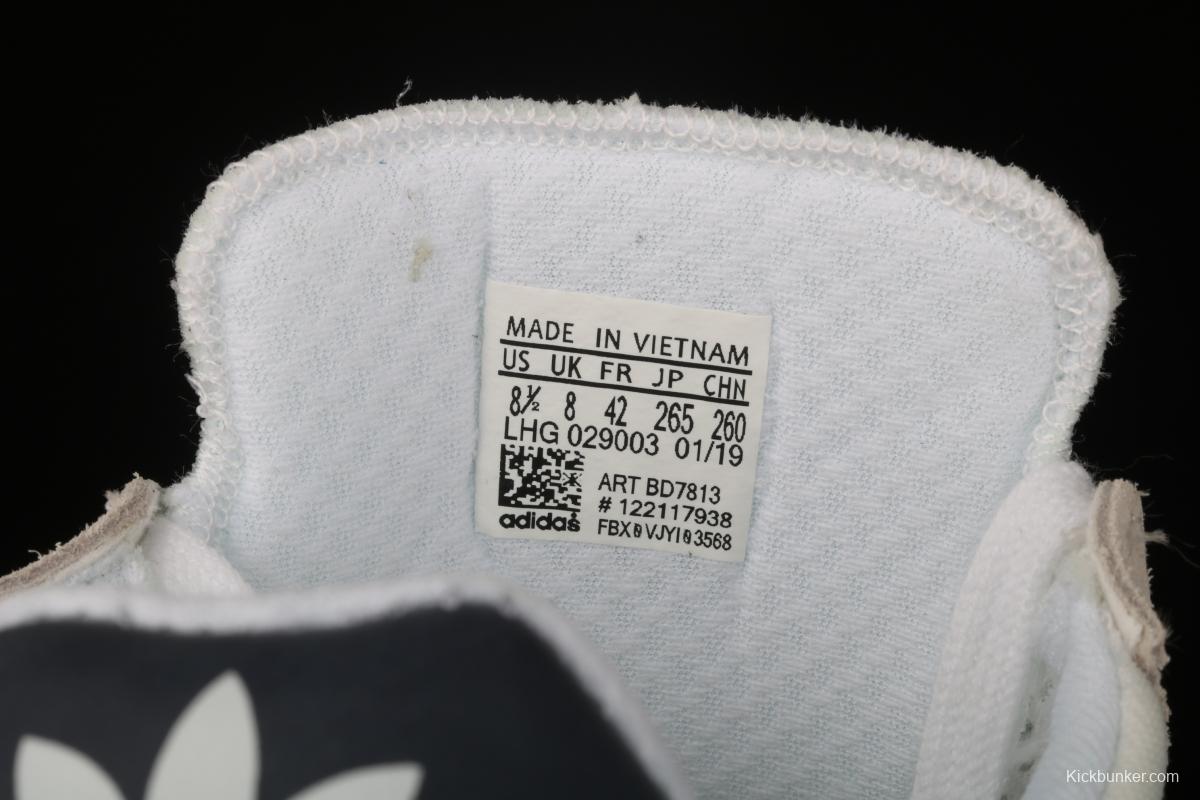 MADE IN VIETNAM
US UK FR JP CHN
8½ 8 42 265 260
LHG 029003 01/19
ART BD7813
# 122117938
FBX0VJYI03568
adidas
Kickbunker.com